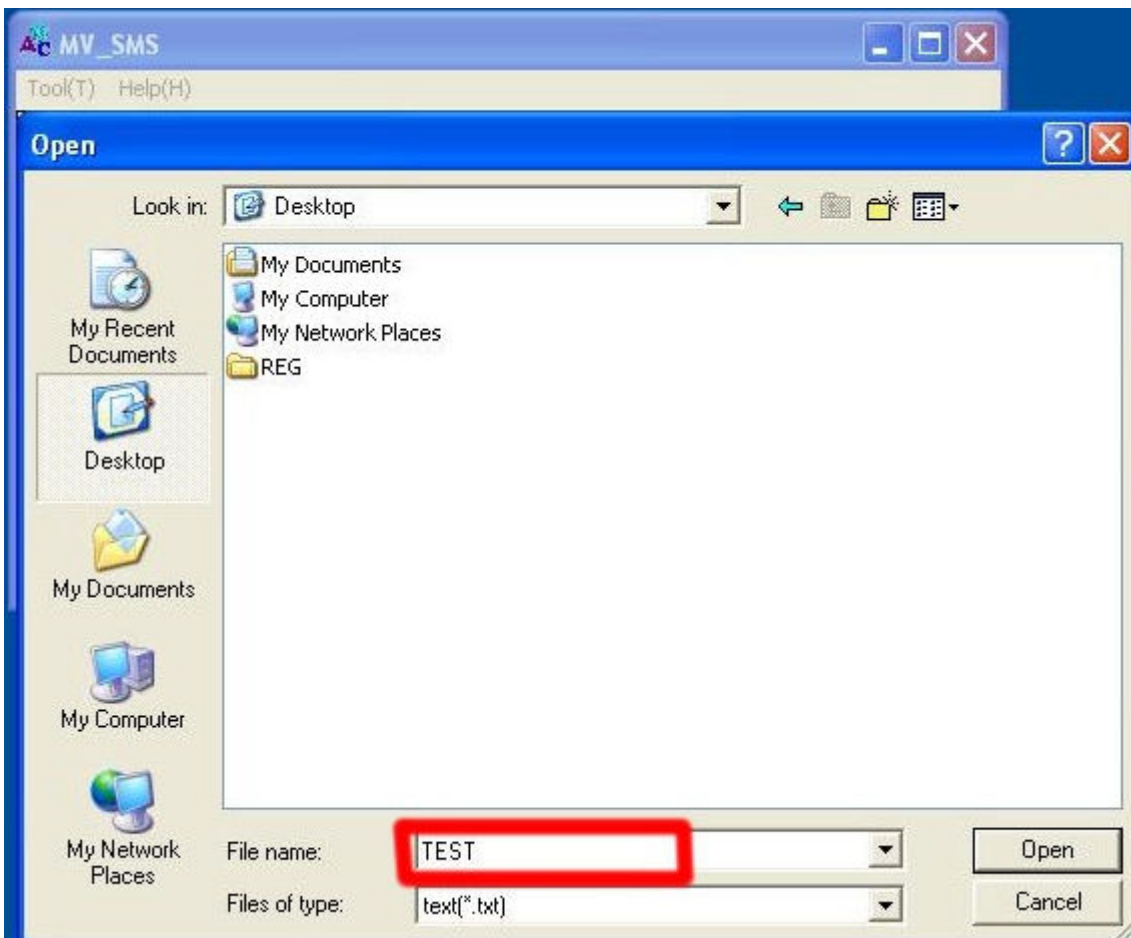 MV_SMS
Tool(T) Help(H)
Open
Look in: Desktop
My Documents
My Computer
My Network Places
REG
My Recent
Documents
Desktop
My Documents
My Computer
My Network
Places
File name: TEST Open
Files of type: text(*.txt) Cancel